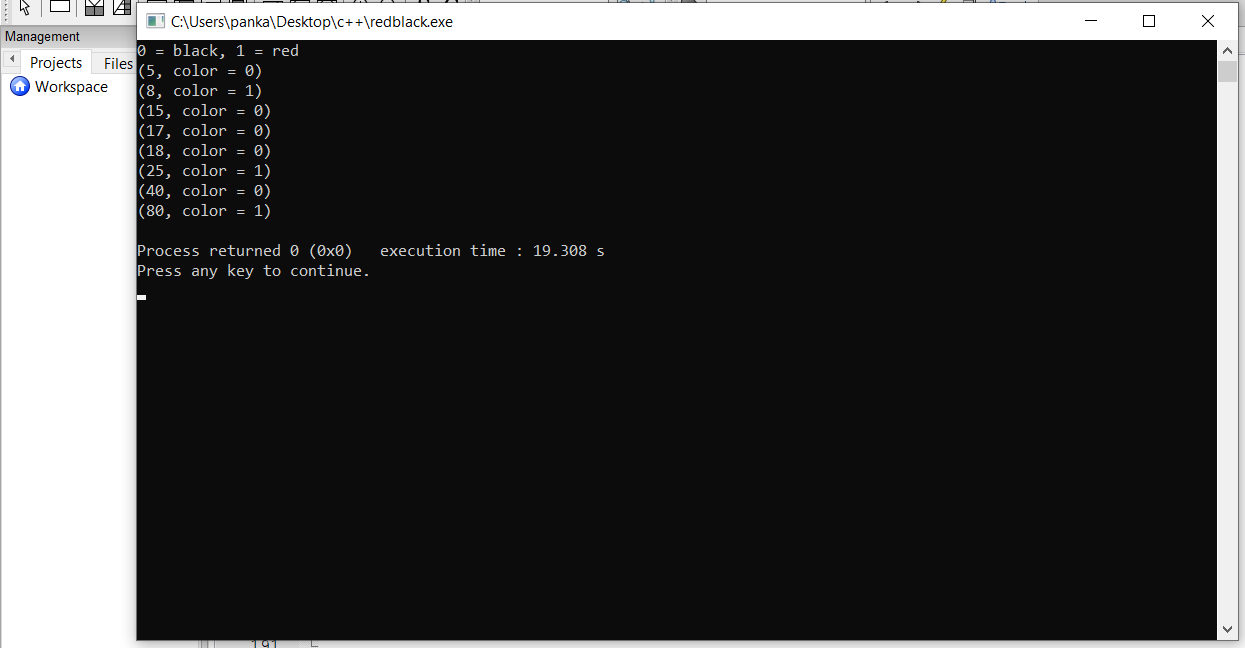 C:\Users\panka\Desktop\c++\redblack.exe
Management
Projects Files
Workspace
0 = black, 1 = red
(5, color = 0)
(8, color = 1)
(15, color = 0)
(17, color = 0)
(18, color = 0)
(25, color = 1)
(40, color = 0)
(80, color = 1)
Process returned 0 (0x0)   execution time : 19.308 s
Press any key to continue.
191